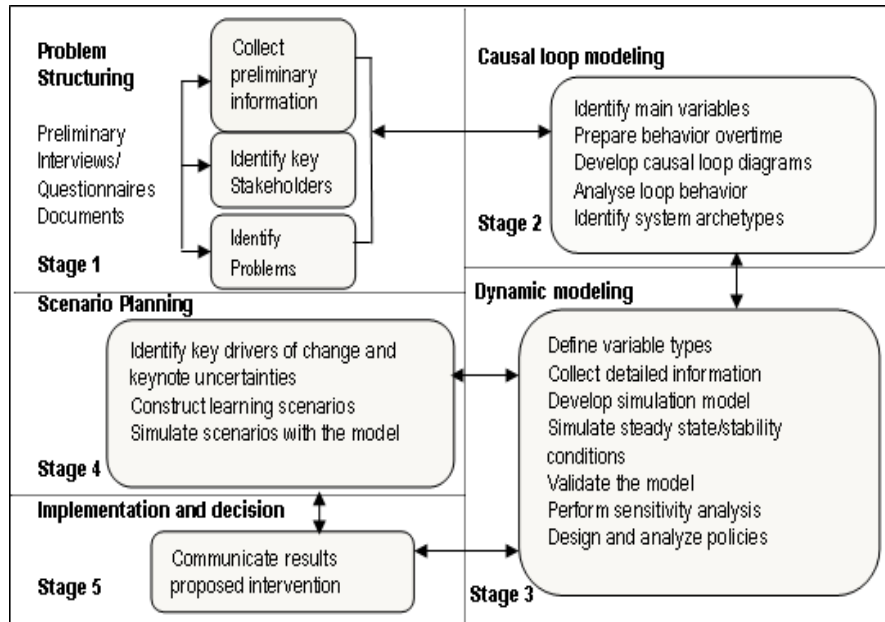 Problem
Structuring
Preliminary
Interviews/
Questionnaires
Documents
Stage 1
Collect
preliminary
information
Identify key
Stakeholders
Identify
Problems
Causal loop modeling
Identify main variables
Prepare behavior overtime
Develop causal loop diagrams
Analyse loop behavior
Identify system archetypes
Stage 2
Dynamic modeling
Define variable types
Collect detailed information
Develop simulation model
Simulate steady state/stability
conditions
Validate the model
Perform sensitivity analysis
Design and analyze policies
Stage 3
Scenario Planning
Identify key drivers of change and
keynote uncertainties
Construct learning scenarios
Simulate scenarios with the model
Stage 4
Implementation and decision
Communicate results
proposed intervention
Stage 5